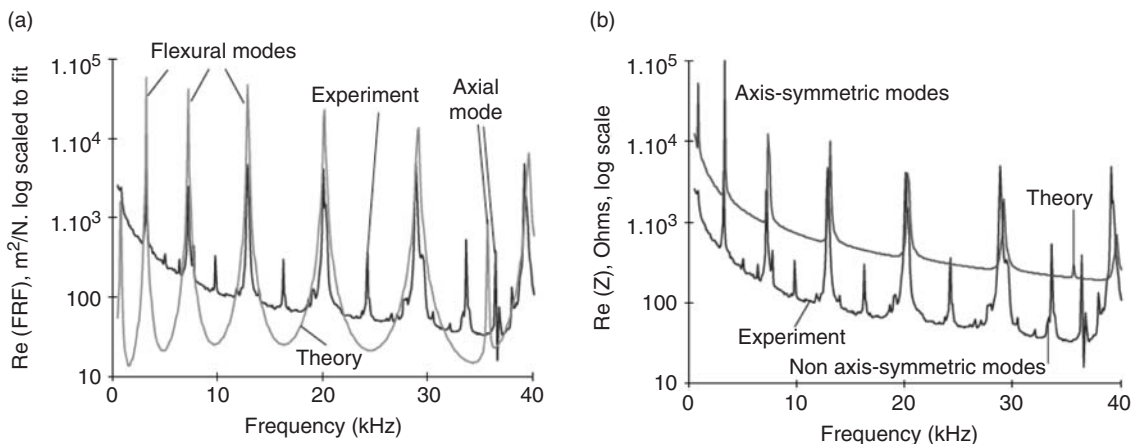 (a)
Re (FRF), m²/N. log scaled to fit
1.10⁵
1.10⁴
1.10³
100
10
Flexural modes
Experiment
Axial
mode
Theory
0
10
20
30
40
Frequency (kHz)
(b)
Re (Z), Ohms, log scale
1.10⁵
1.10⁴
1.10³
100
10
Axis-symmetric modes
Theory
Experiment
Non axis-symmetric modes
0
10
20
30
40
Frequency (kHz)